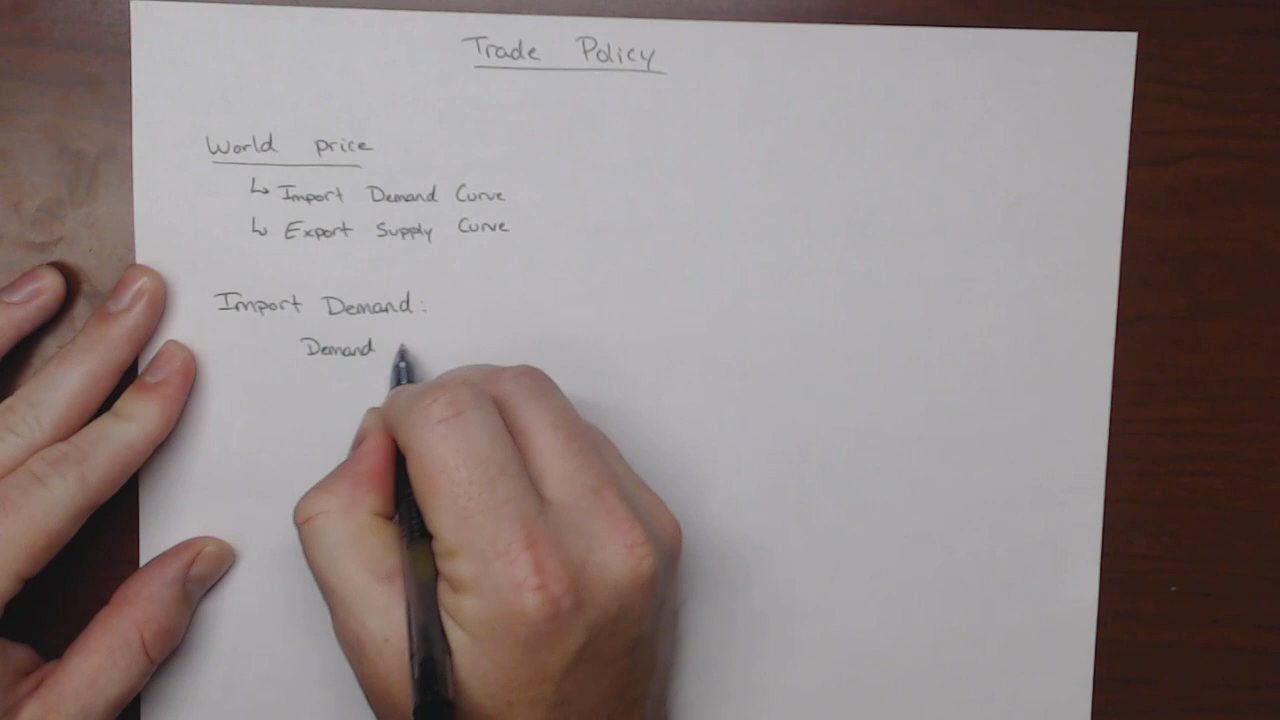 Trade Policy
World price
↳ Import Demand Curve
↳ Export Supply Curve
Import Demand:
Demand